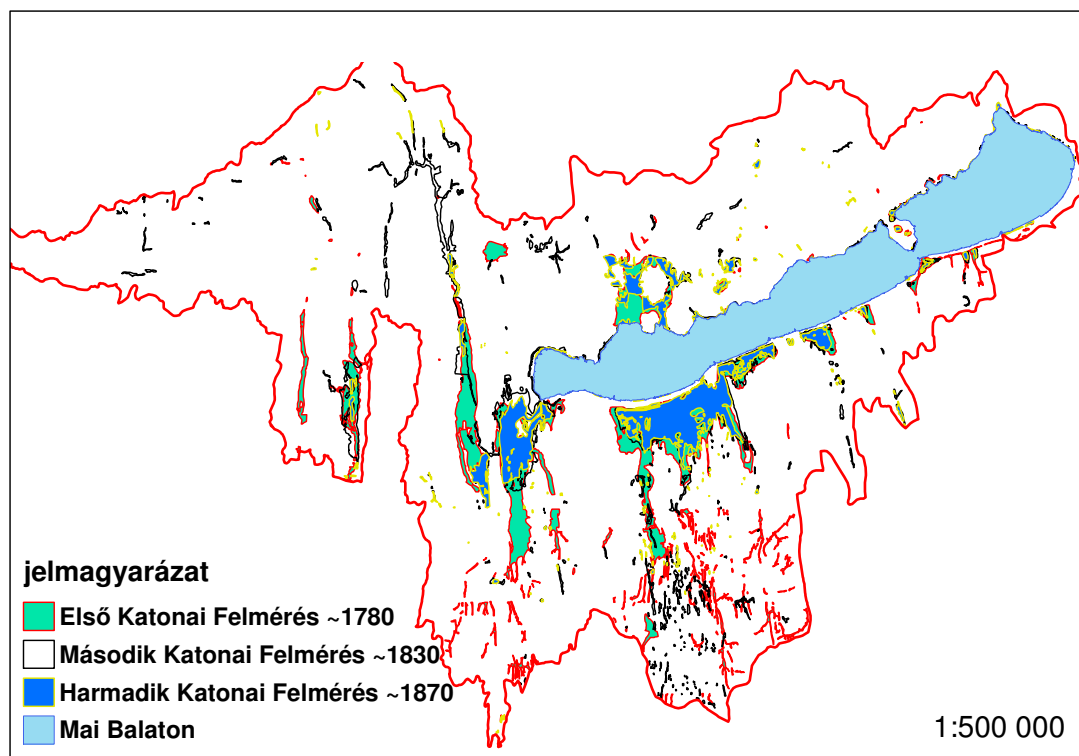 jelmagyarázat
Első Katonai Felmérés ~1780
Második Katonai Felmérés ~1830
Harmadik Katonai Felmérés ~1870
Mai Balaton
1:500 000